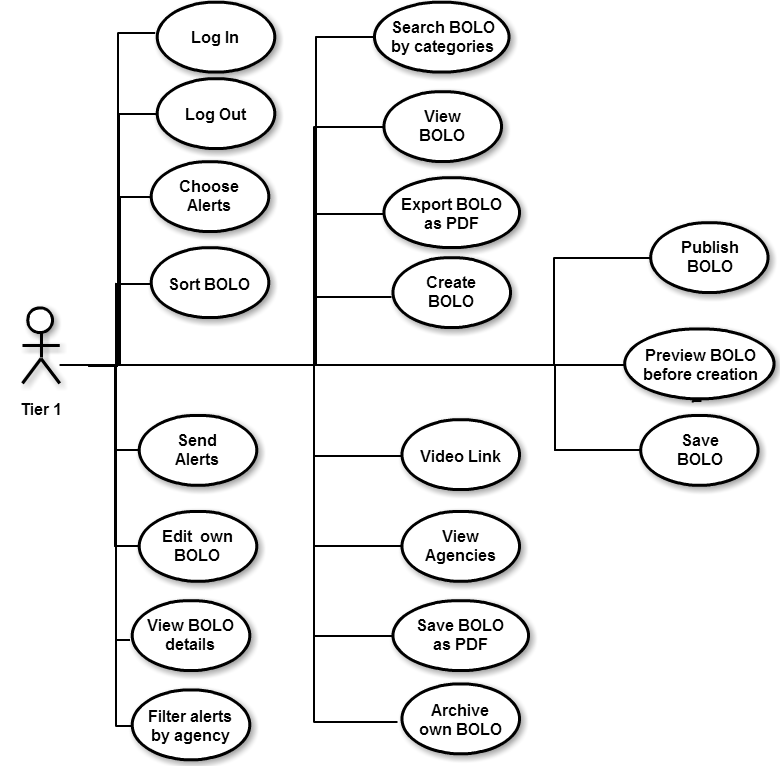 Log In
Log Out
Choose
Alerts
Sort BOLO
Tier 1
Send
Alerts
Edit own
BOLO
View BOLO
details
Filter alerts
by agency
Search BOLO
by categories
View
BOLO
Export BOLO
as PDF
Create
BOLO
Video Link
View
Agencies
Save BOLO
as PDF
Archive
own BOLO
Publish
BOLO
Preview BOLO
before creation
Save
BOLO